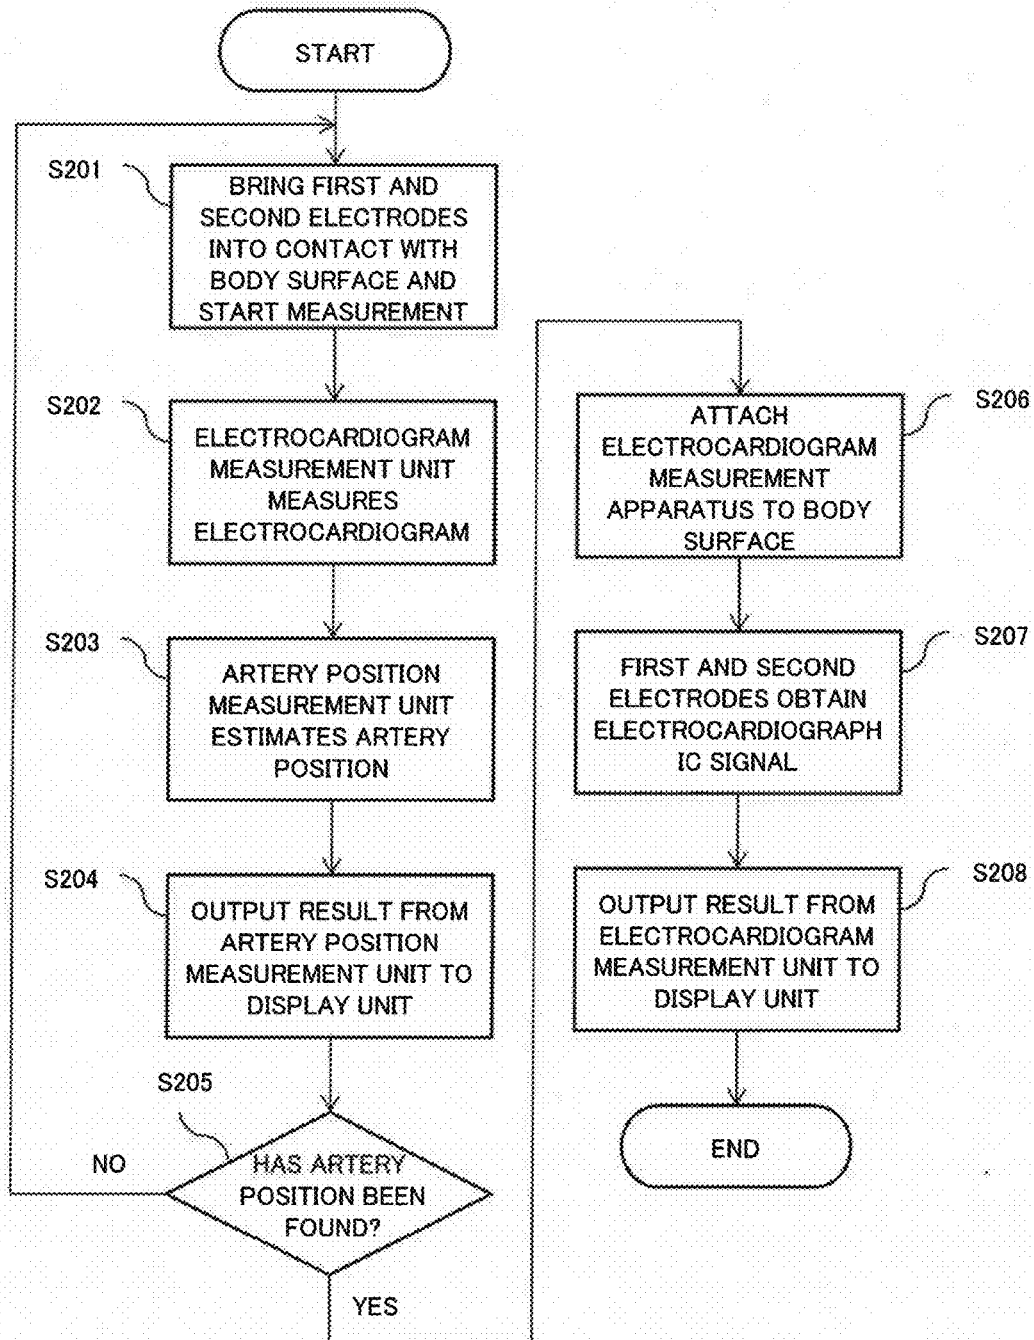 START
S201
BRING FIRST AND
SECOND ELECTRODES
INTO CONTACT WITH
BODY SURFACE AND
START MEASUREMENT
S202
ELECTROCARDIOGRAM
MEASUREMENT UNIT
MEASURES
ELECTROCARDIOGRAM
S203
ARTERY POSITION
MEASUREMENT UNIT
ESTIMATES ARTERY
POSITION
S204
OUTPUT RESULT FROM
ARTERY POSITION
MEASUREMENT UNIT TO
DISPLAY UNIT
S205
HAS ARTERY
POSITION BEEN
FOUND?
NO
YES
S206
ATTACH
ELECTROCARDIOGRAM
MEASUREMENT
APPARATUS TO BODY
SURFACE
S207
FIRST AND SECOND
ELECTRODES OBTAIN
ELECTROCARDIOGRAPH
IC SIGNAL
S208
OUTPUT RESULT FROM
ELECTROCARDIOGRAM
MEASUREMENT UNIT TO
DISPLAY UNIT
END